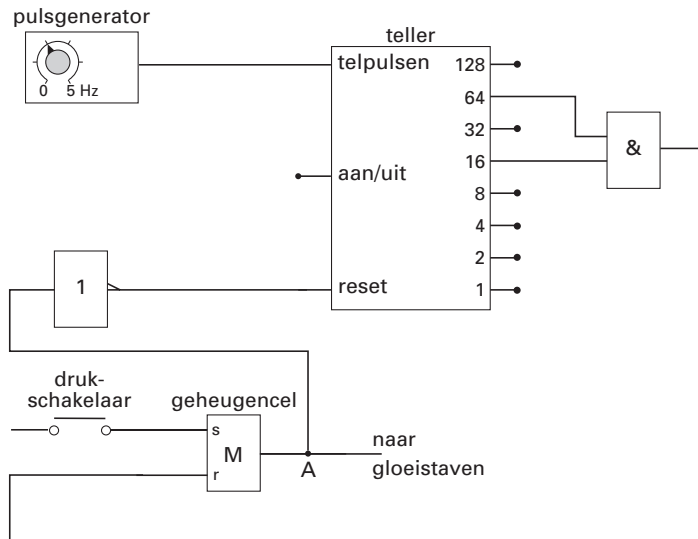 pulsgenerator
0 5 Hz
teller
telpulsen
aan/uit
reset
128
64
32
16
8
4
2
1
&
1
druk-
schakelaar
geheugencel
s
M
r
A
naar
gloeistaven